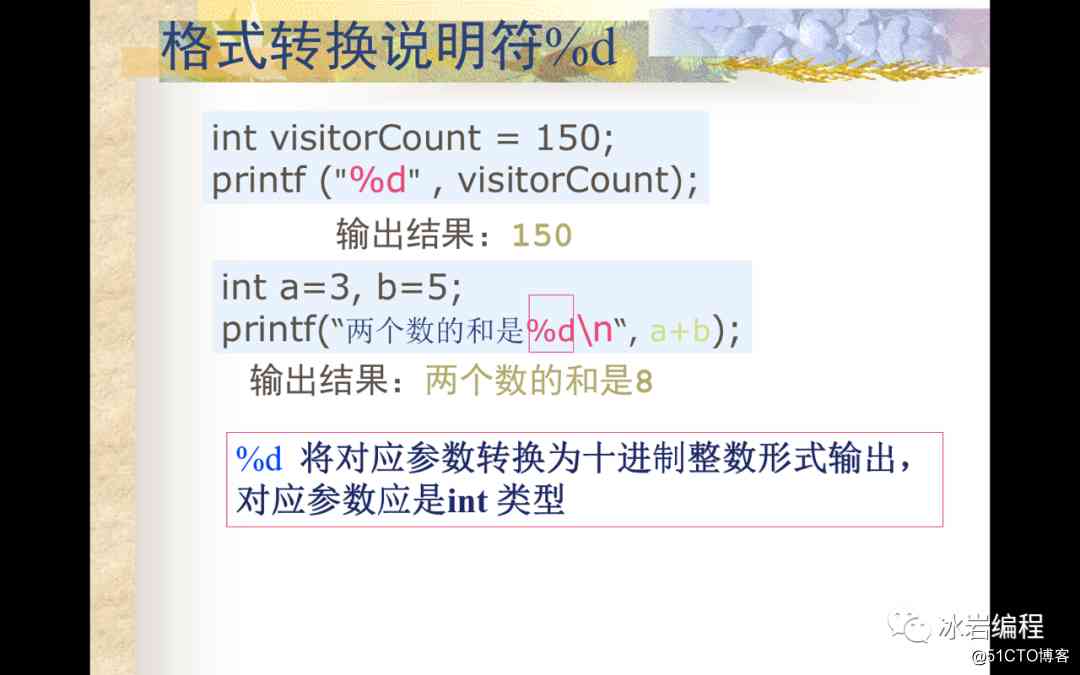 格式转换说明符%d
int visitorCount = 150;
printf ("%d" , visitorCount);
输出结果：150
int a=3, b=5;
printf(“两个数的和是%d\n“, a+b);
输出结果：两个数的和是8
%d 将对应参数转换为十进制整数形式输出，
对应参数应是int 类型
冰岩编程
@51CTO博客